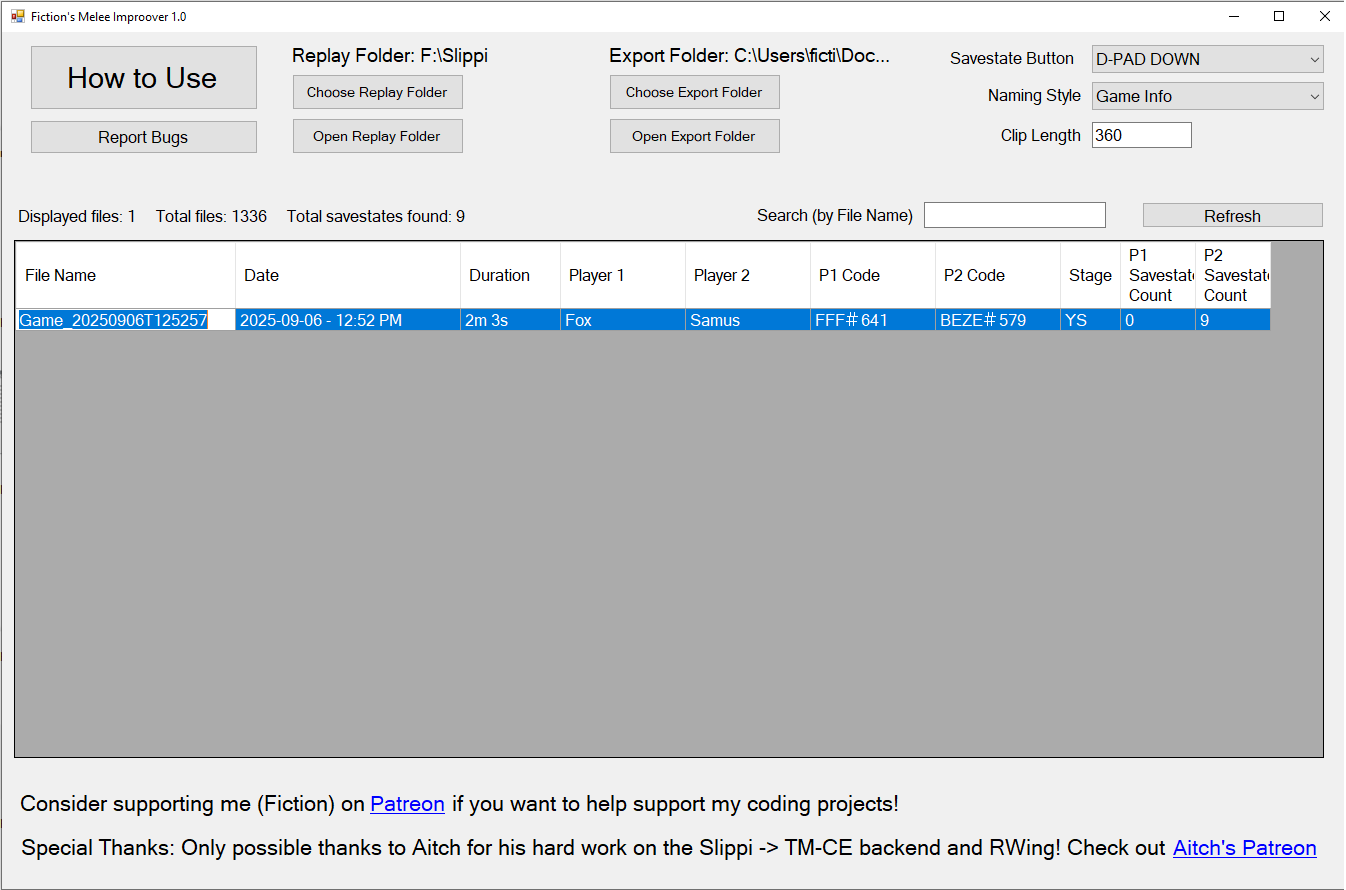 Fiction's Melee Improover 1.0
How to Use
Report Bugs
Replay Folder: F:\Slippi
Choose Replay Folder
Open Replay Folder
Export Folder: C:\Users\ficti\Doc...
Choose Export Folder
Open Export Folder
Savestate Button D-PAD DOWN
Naming Style Game Info
Clip Length 360
Displayed files: 1 Total files: 1336 Total savestates found: 9 Search (by File Name) Refresh
File Name Date Duration Player 1 Player 2 P1 Code P2 Code Stage P1 Savestate Count P2 Savestate Count
Game_20250906T125257 2025-09-06 - 12:52 PM 2m 3s Fox Samus FFF＃641 BEZE＃579 YS 0 9
Consider supporting me (Fiction) on Patreon if you want to help support my coding projects!
Special Thanks: Only possible thanks to Aitch for his hard work on the Slippi -> TM-CE backend and RWing! Check out Aitch's Patreon